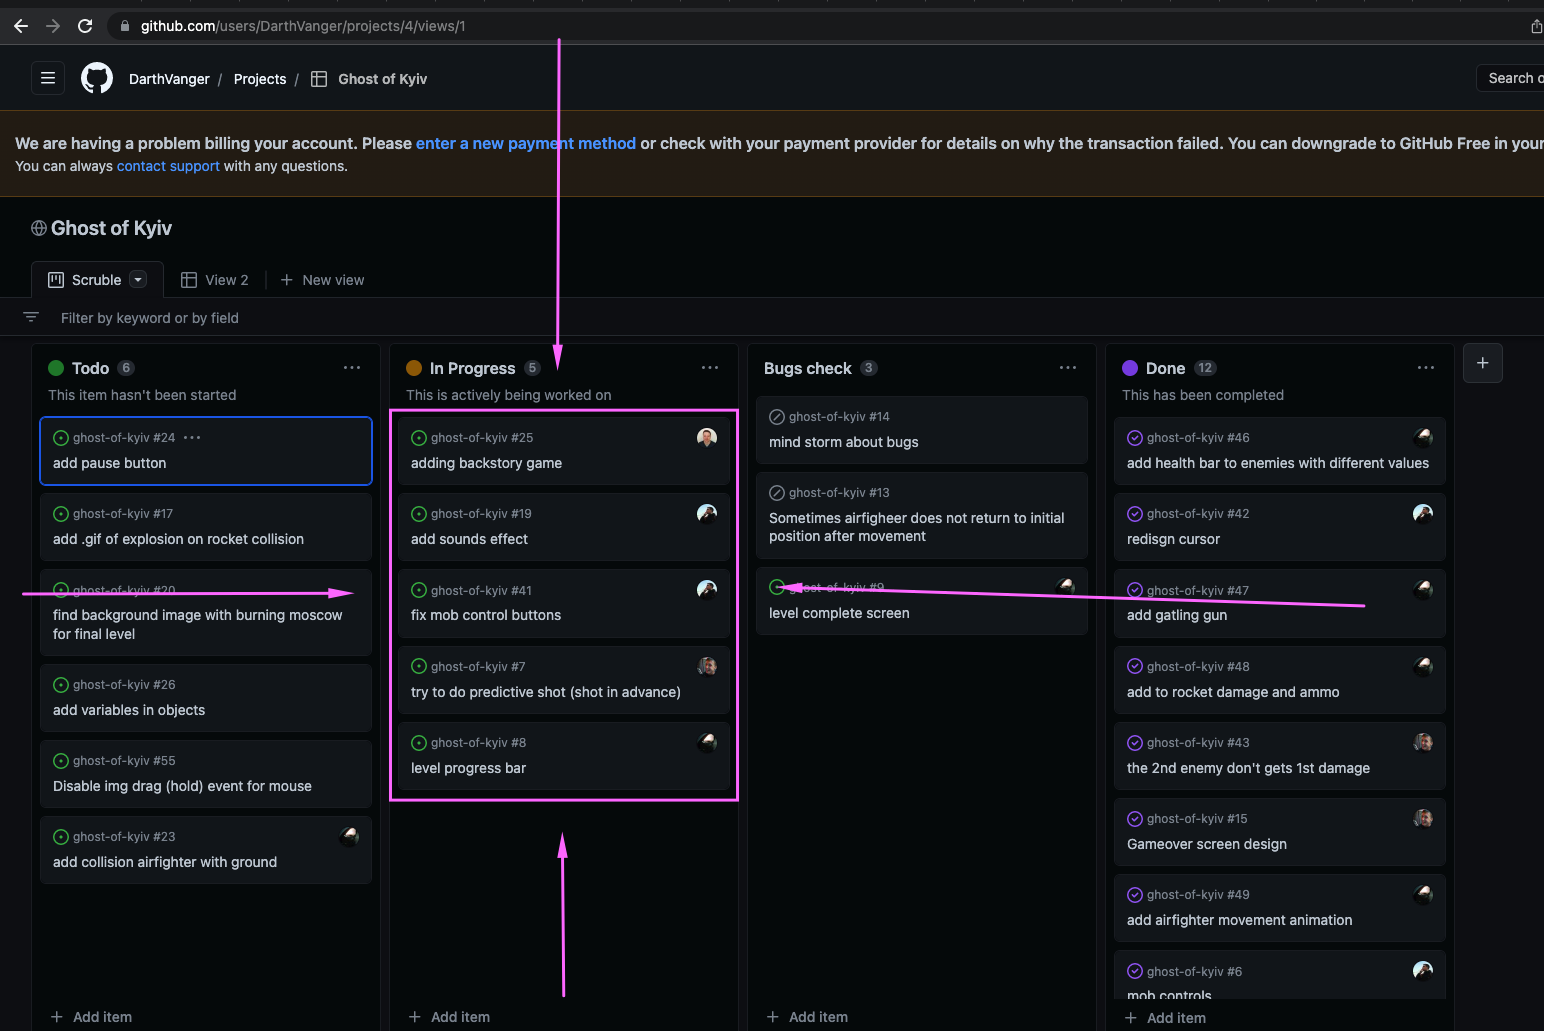 github.com/users/DarthVanger/projects/4/views/1
DarthVanger / Projects / Ghost of Kyiv
Search o
We are having a problem billing your account. Please enter a new payment method or check with your payment provider for details on why the transaction failed. You can downgrade to GitHub Free in your
You can always contact support with any questions.
Ghost of Kyiv
Scruble
View 2
New view
Filter by keyword or by field
Todo 6
This item hasn't been started
ghost-of-kyiv #24
add pause button
ghost-of-kyiv #17
add .gif of explosion on rocket collision
ghost-of-kyiv #20
find background image with burning moscow
for final level
ghost-of-kyiv #26
add variables in objects
ghost-of-kyiv #55
Disable img drag (hold) event for mouse
ghost-of-kyiv #23
add collision airfighter with ground
Add item
In Progress 5
This is actively being worked on
ghost-of-kyiv #25
adding backstory game
ghost-of-kyiv #19
add sounds effect
ghost-of-kyiv #41
fix mob control buttons
ghost-of-kyiv #7
try to do predictive shot (shot in advance)
ghost-of-kyiv #8
level progress bar
Add item
Bugs check 3
ghost-of-kyiv #14
mind storm about bugs
ghost-of-kyiv #13
Sometimes airfigheer does not return to initial
position after movement
ghost-of-kyiv #9
level complete screen
Add item
Done 12
This has been completed
ghost-of-kyiv #46
add health bar to enemies with different values
ghost-of-kyiv #42
redisgn cursor
ghost-of-kyiv #47
add gatling gun
ghost-of-kyiv #48
add to rocket damage and ammo
ghost-of-kyiv #43
the 2nd enemy don't gets 1st damage
ghost-of-kyiv #15
Gameover screen design
ghost-of-kyiv #49
add airfighter movement animation
ghost-of-kyiv #6
mob controls
Add item